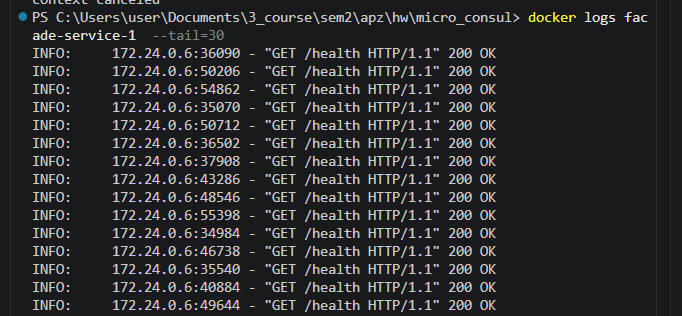 context canceled
PS C:\Users\user\Documents\3_course\sem2\apz\hw\micro_consul> docker logs fac
ade-service-1  --tail=30
INFO:     172.24.0.6:36090 - "GET /health HTTP/1.1" 200 OK
INFO:     172.24.0.6:50206 - "GET /health HTTP/1.1" 200 OK
INFO:     172.24.0.6:54862 - "GET /health HTTP/1.1" 200 OK
INFO:     172.24.0.6:35070 - "GET /health HTTP/1.1" 200 OK
INFO:     172.24.0.6:50712 - "GET /health HTTP/1.1" 200 OK
INFO:     172.24.0.6:36502 - "GET /health HTTP/1.1" 200 OK
INFO:     172.24.0.6:37908 - "GET /health HTTP/1.1" 200 OK
INFO:     172.24.0.6:43286 - "GET /health HTTP/1.1" 200 OK
INFO:     172.24.0.6:48546 - "GET /health HTTP/1.1" 200 OK
INFO:     172.24.0.6:55398 - "GET /health HTTP/1.1" 200 OK
INFO:     172.24.0.6:34984 - "GET /health HTTP/1.1" 200 OK
INFO:     172.24.0.6:46738 - "GET /health HTTP/1.1" 200 OK
INFO:     172.24.0.6:35540 - "GET /health HTTP/1.1" 200 OK
INFO:     172.24.0.6:40884 - "GET /health HTTP/1.1" 200 OK
INFO:     172.24.0.6:49644 - "GET /health HTTP/1.1" 200 OK